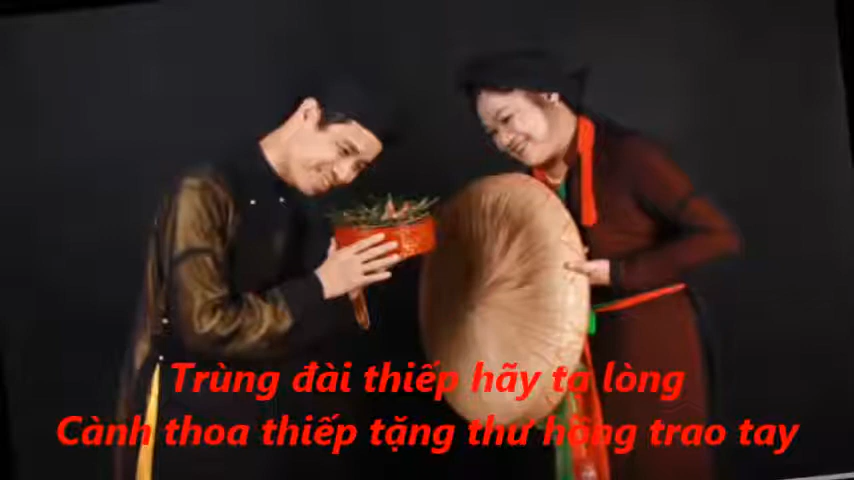 Trùng đài thiếp hãy tạ lòng
Cành thoa thiếp tặng thư hồng trao tay